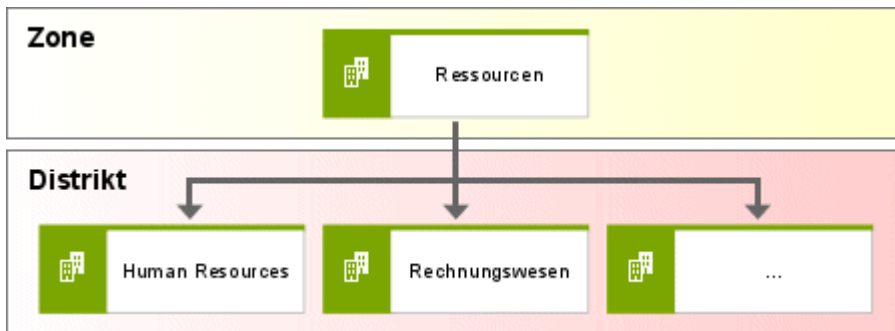 Zone
Ressourcen
Distrikt
Human Resources
Rechnungswesen
...